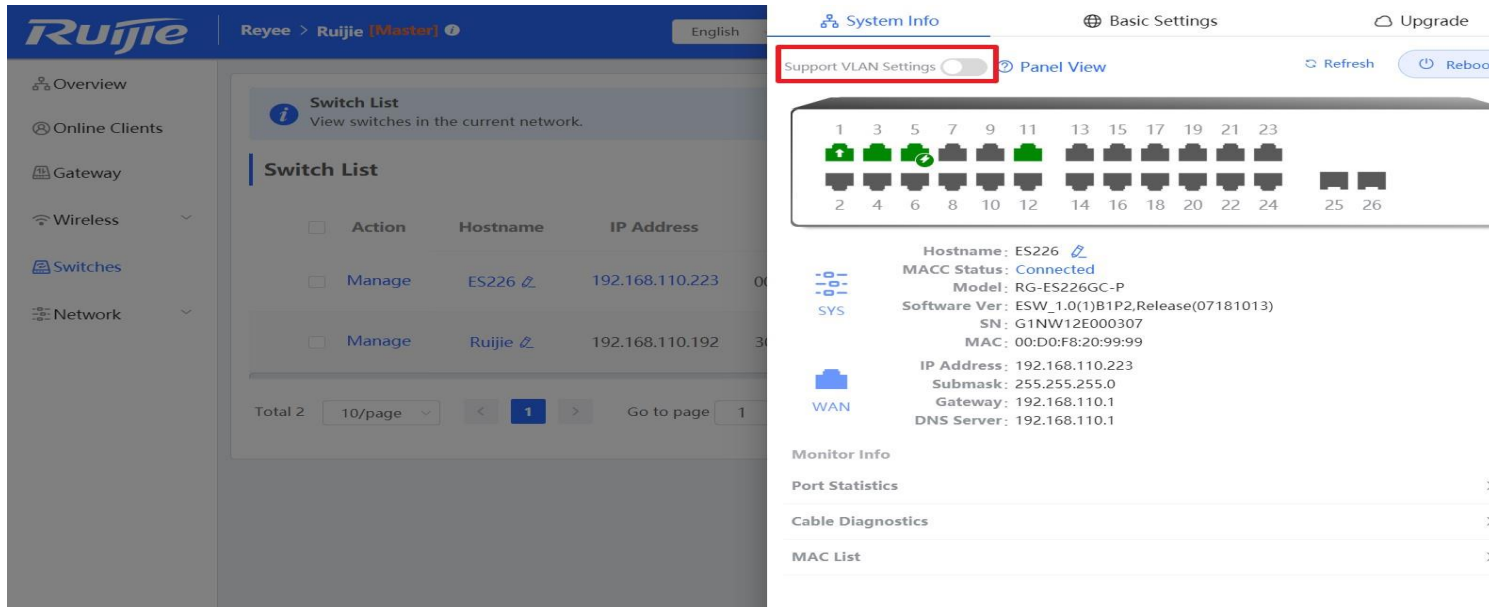 Ruijie
Reyee > Ruijie [Master]
English
Overview
Online Clients
Gateway
Wireless
Switches
Network
Switch List
View switches in the current network.
Switch List
Action Hostname IP Address
Manage ES226 192.168.110.223 00
Manage Ruijie 192.168.110.192 30
Total 2 10/page < 1 > Go to page 1
System Info Basic Settings Upgrade
Support VLAN Settings Panel View Refresh Reboo
1 3 5 7 9 11 13 15 17 19 21 23
2 4 6 8 10 12 14 16 18 20 22 24 25 26
SYS
Hostname: ES226
MACC Status: Connected
Model: RG-ES226GC-P
Software Ver: ESW_1.0(1)B1P2,Release(07181013)
SN: G1NW12E000307
MAC: 00:D0:F8:20:99:99
WAN
IP Address: 192.168.110.223
Submask: 255.255.255.0
Gateway: 192.168.110.1
DNS Server: 192.168.110.1
Monitor Info
Port Statistics
Cable Diagnostics
MAC List